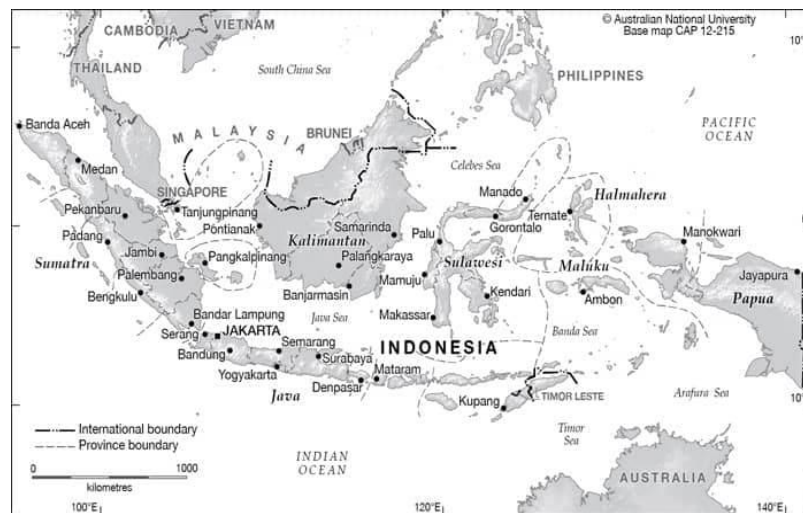 © Australian National University
Base map CAP 12-215
10°
CAMBODIA
VIETNAM
THAILAND
South China Sea
PHILIPPINES
PACIFIC
OCEAN
Banda Aceh
MALAYSIA
BRUNEI
Celebes Sea
Medan
SINGAPORE
Manado
Halmahera
Tanjungpinang
Ternate
Pekanbaru
Pontianak
Samarinda
Palu
Gorontalo
Manokwari
Padang
Kalimantan
Jambi
Pangkalpinang
Palangkaraya
Sulawesi
Maluku
Sumatra
Mamuju
Jayapura
Palembang
Banjarmasin
Kendari
Ambon
Papua
Bengkulu
Bandar Lampung
Java Sea
Makassar
Serang
JAKARTA
Banda Sea
Semarang
INDONESIA
Bandung
Surabaya
Yogyakarta
Mataram
Java
Denpasar
Kupang
TIMOR LESTE
Arafura Sea
10°
International boundary
Province boundary
Timor
Sea
INDIAN
OCEAN
0
1000
kilometres
AUSTRALIA
100°E
120°E
140°E